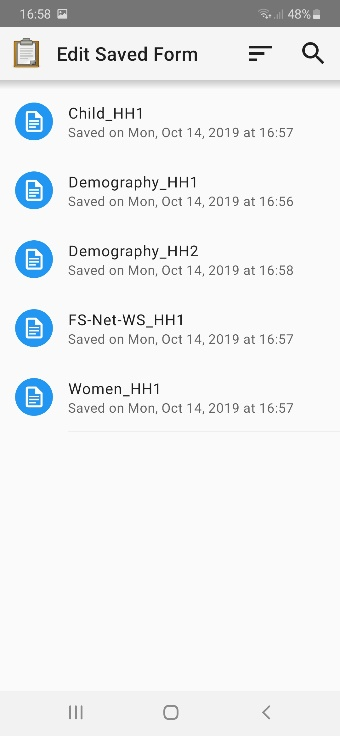 16:58 48%
Edit Saved Form
Child_HH1
Saved on Mon, Oct 14, 2019 at 16:57
Demography_HH1
Saved on Mon, Oct 14, 2019 at 16:56
Demography_HH2
Saved on Mon, Oct 14, 2019 at 16:58
FS-Net-WS_HH1
Saved on Mon, Oct 14, 2019 at 16:57
Women_HH1
Saved on Mon, Oct 14, 2019 at 16:57